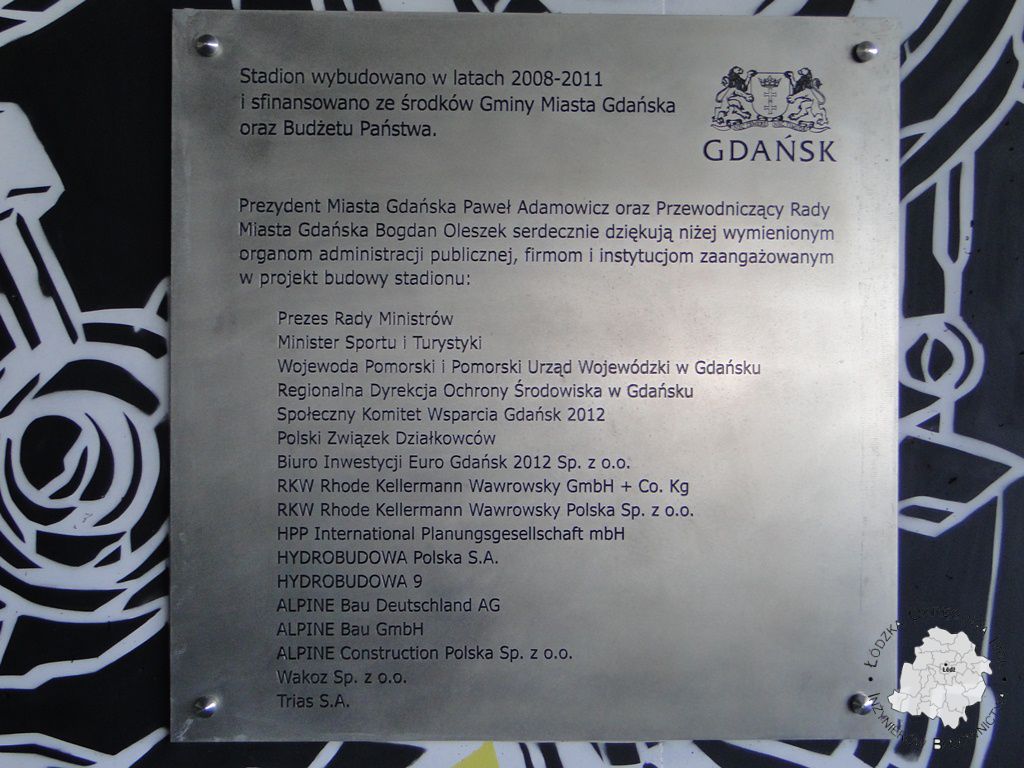 Stadion wybudowano w latach 2008-2011
i sfinansowano ze środków Gminy Miasta Gdańska
oraz Budżetu Państwa.
GDAŃSK
Prezydent Miasta Gdańska Paweł Adamowicz oraz Przewodniczący Rady
Miasta Gdańska Bogdan Oleszek serdecznie dziękują niżej wymienionym
organom administracji publicznej, firmom i instytucjom zaangażowanym
w projekt budowy stadionu:
Prezes Rady Ministrów
Minister Sportu i Turystyki
Wojewoda Pomorski i Pomorski Urząd Wojewódzki w Gdańsku
Regionalna Dyrekcja Ochrony Środowiska w Gdańsku
Społeczny Komitet Wsparcia Gdańsk 2012
Polski Związek Działkowców
Biuro Inwestycji Euro Gdańsk 2012 Sp. z o.o.
RKW Rhode Kellermann Wawrowsky GmbH + Co. Kg
RKW Rhode Kellermann Wawrowsky Polska Sp. z o.o.
HPP International Planungsgesellschaft mbH
HYDROBUDOWA Polska S.A.
HYDROBUDOWA 9
ALPINE Bau Deutschland AG
ALPINE Bau GmbH
ALPINE Construction Polska Sp. z o.o.
Wakoz Sp. z o.o.
Trias S.A.
ŁÓDZKA
Łódź